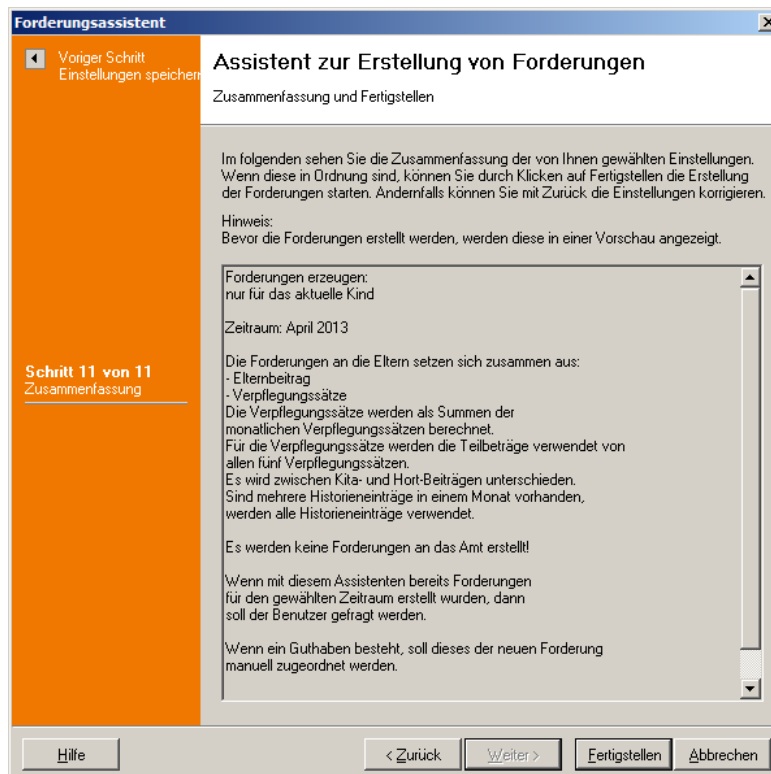 Forderungsassistent
Voriger Schritt
Einstellungen speichern
Assistent zur Erstellung von Forderungen
Zusammenfassung und Fertigstellen
Im folgenden sehen Sie die Zusammenfassung der von Ihnen gewählten Einstellungen.
Wenn diese in Ordnung sind, können Sie durch Klicken auf Fertigstellen die Erstellung
der Forderungen starten. Andernfalls können Sie mit Zurück die Einstellungen korrigieren.
Hinweis:
Bevor die Forderungen erstellt werden, werden diese in einer Vorschau angezeigt.
Forderungen erzeugen:
nur für das aktuelle Kind
Zeitraum: April 2013
Die Forderungen an die Eltern setzen sich zusammen aus:
- Elternbeitrag
- Verpflegungssätze
Die Verpflegungssätze werden als Summen der
monatlichen Verpflegungssätzen berechnet.
Für die Verpflegungssätze werden die Teilbeträge verwendet von
allen fünf Verpflegungssätzen.
Es wird zwischen Kita- und Hort-Beiträgen unterschieden.
Sind mehrere Historieneinträge in einem Monat vorhanden,
werden alle Historieneinträge verwendet.
Es werden keine Forderungen an das Amt erstellt!
Wenn mit diesem Assistenten bereits Forderungen
für den gewählten Zeitraum erstellt wurden, dann
soll der Benutzer gefragt werden.
Wenn ein Guthaben besteht, soll dieses der neuen Forderung
manuell zugeordnet werden.
Schritt 11 von 11
Zusammenfassung
Hilfe
< Zurück
Weiter >
Fertigstellen
Abbrechen